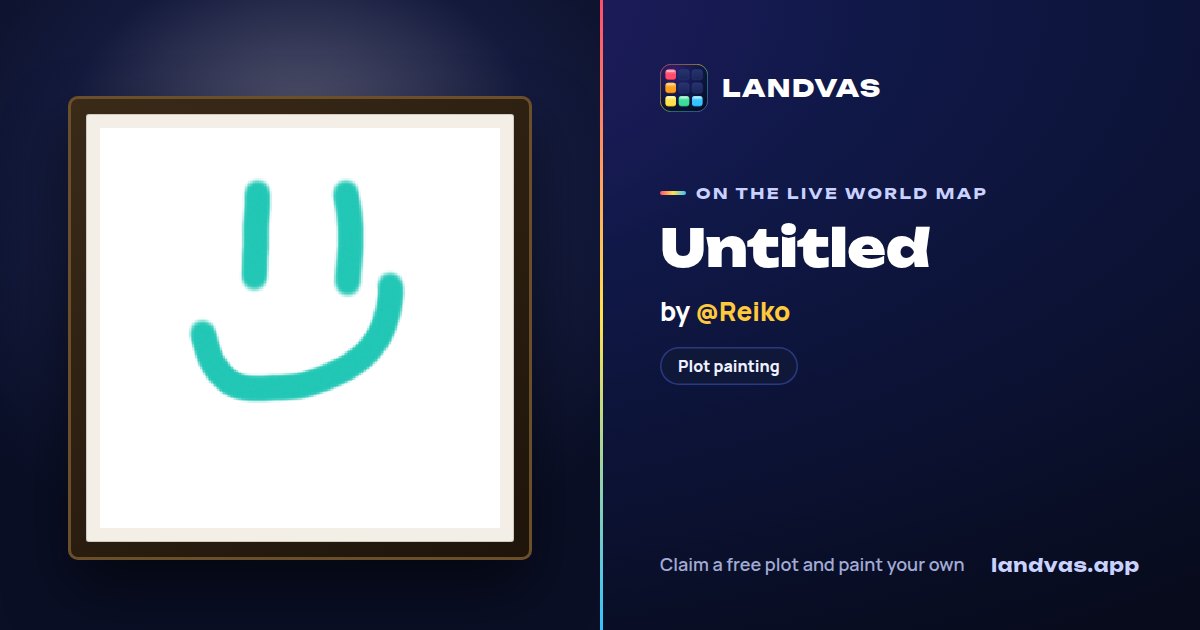 LANDVAS
ON THE LIVE WORLD MAP
Untitled
by @Reiko
Plot painting
Claim a free plot and paint your own landvas.app